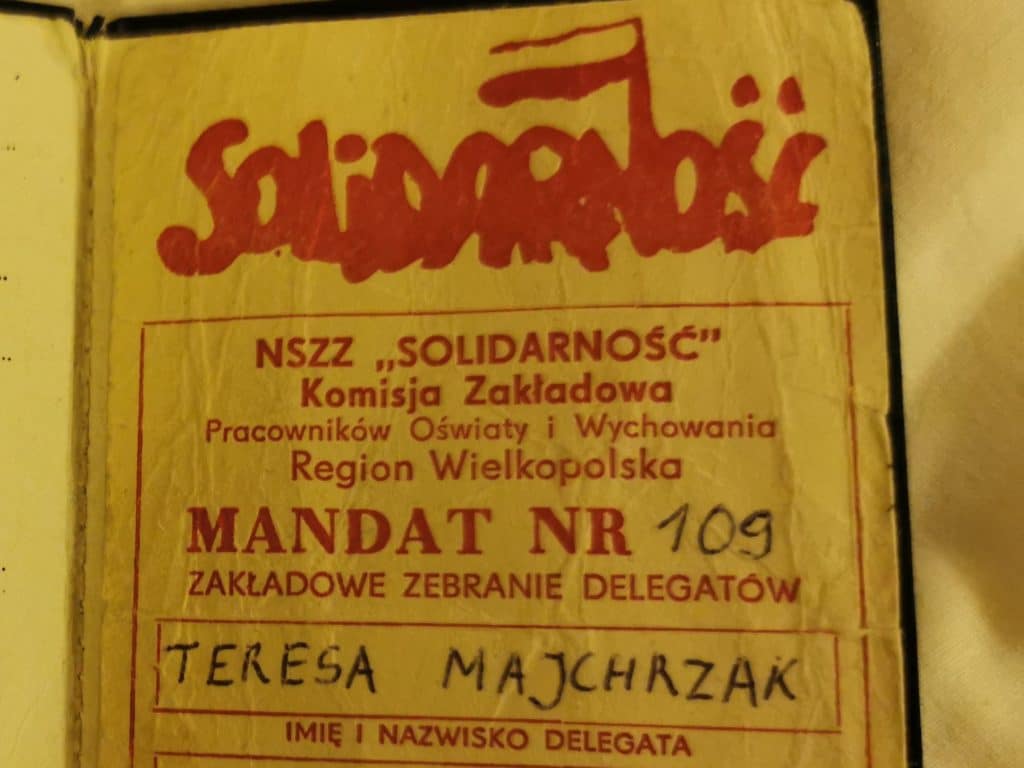 Solidarność
NSZZ „SOLIDARNOŚĆ”
Komisja Zakładowa
Pracowników Oświaty i Wychowania
Region Wielkopolska
MANDAT NR 109
ZAKŁADOWE ZEBRANIE DELEGATÓW
TERESA MAJCHRZAK
IMIĘ I NAZWISKO DELEGATA